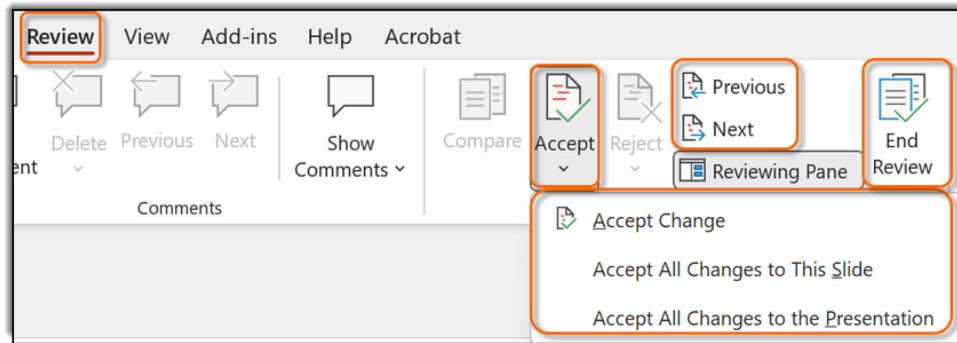 Review View Add-ins Help Acrobat
Delete Previous Next
ent
Show
Comments
Comments
Compare
Accept
Reject
Previous
Next
Reviewing Pane
End
Review
Accept Change
Accept All Changes to This Slide
Accept All Changes to the Presentation